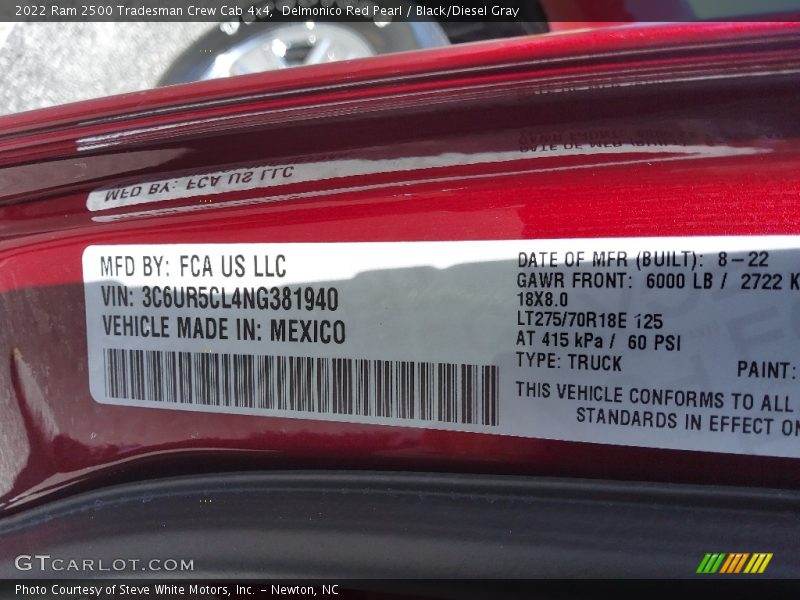 2022 Ram 2500 Tradesman Crew Cab 4x4, Delmonico Red Pearl / Black/Diesel Gray
MFD BY: FCA US LLC
MFD BY: FCA US LLC
VIN: 3C6UR5CL4NG381940
VEHICLE MADE IN: MEXICO
DATE OF MFR (BUILT): 8-22
GAWR FRONT: 6000 LB / 2722 K
18X8.0
LT275/70R18E 125
AT 415 kPa / 60 PSI
TYPE: TRUCK
PAINT:
THIS VEHICLE CONFORMS TO ALL
STANDARDS IN EFFECT ON
GTCARLOT.COM
Photo Courtesy of Steve White Motors, Inc. - Newton, NC